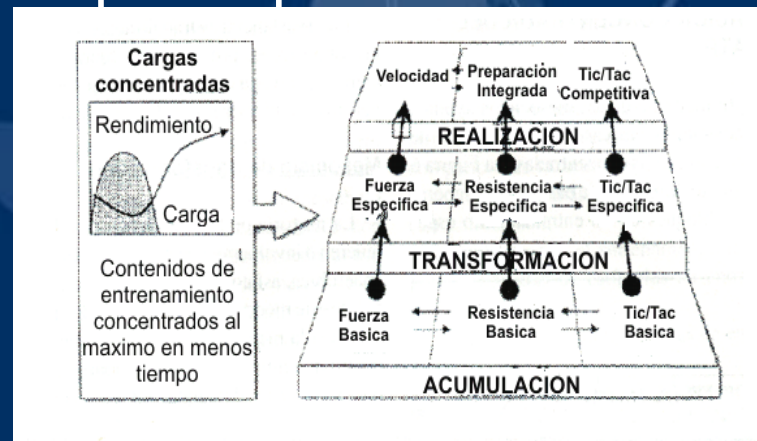 Cargas
concentradas
Rendimiento
Carga
Contenidos de
entrenamiento
concentrados al
maximo en menos
tiempo
Velocidad
Preparación
Integrada
Tic/Tac
Competitiva
REALIZACION
Fuerza
Especifica
Resistencia
Especifica
Tic/Tac
Especifica
TRANSFORMACION
Fuerza
Basica
Resistencia
Basica
Tic/Tac
Basica
ACUMULACION